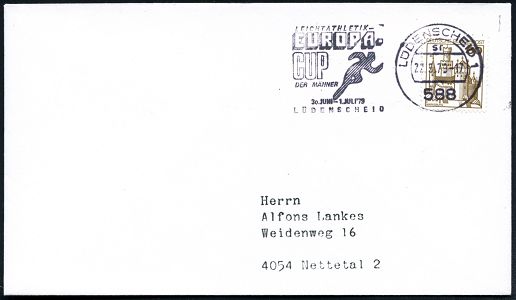 LEICHTATHLETIK-
EUROPA-
CUP
DER MÄNNER
30. JUNI - 1. JULI '79
LÜDENSCHEID
LÜDENSCHEID 1
588
Herrn
Alfons Lankes
Weidenweg 16
4054 Nettetal 2